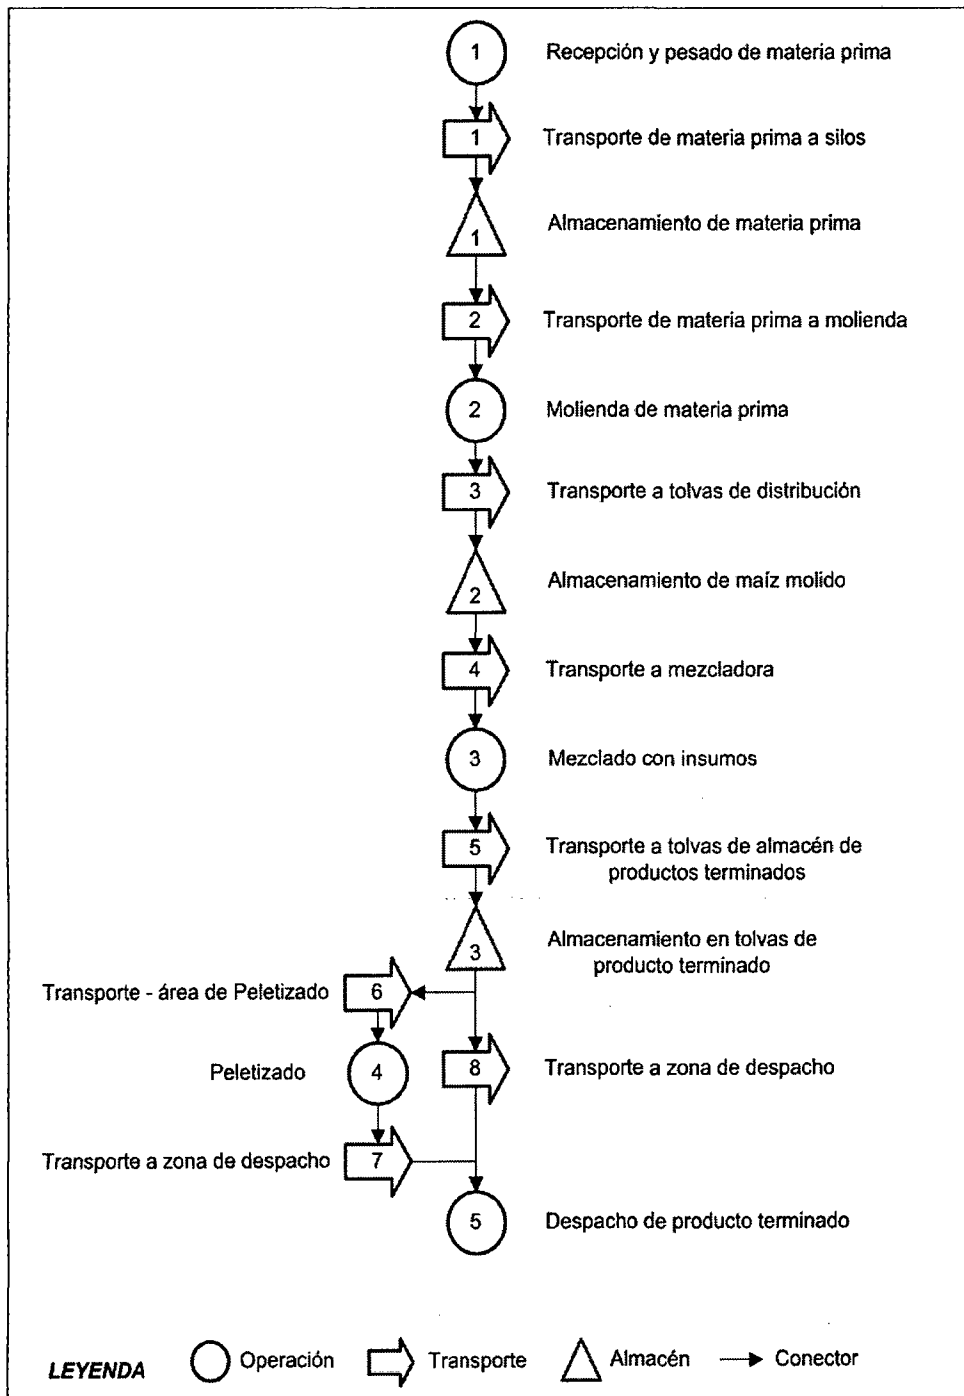 1 Recepción y pesado de materia prima
1 Transporte de materia prima a silos
1 Almacenamiento de materia prima
2 Transporte de materia prima a molienda
2 Molienda de materia prima
3 Transporte a tolvas de distribución
2 Almacenamiento de maíz molido
4 Transporte a mezcladora
3 Mezclado con insumos
5 Transporte a tolvas de almacén de
productos terminados
3 Almacenamiento en tolvas de
producto terminado
Transporte - área de Peletizado 6
Peletizado 4
8 Transporte a zona de despacho
Transporte a zona de despacho 7
5 Despacho de producto terminado
LEYENDA Operación Transporte Almacén Conector